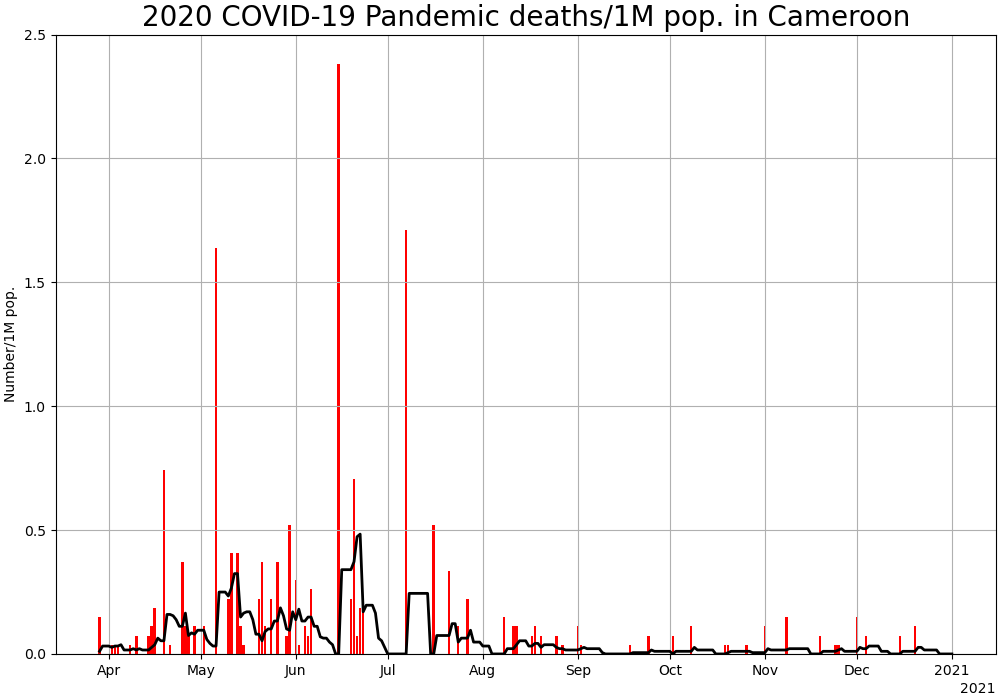 2020 COVID-19 Pandemic deaths/1M pop. in Cameroon
2.5
2.0
1.5
1.0
0.5
0.0
Number/1M pop.
Apr May Jun Jul Aug Sep Oct Nov Dec 2021
2021